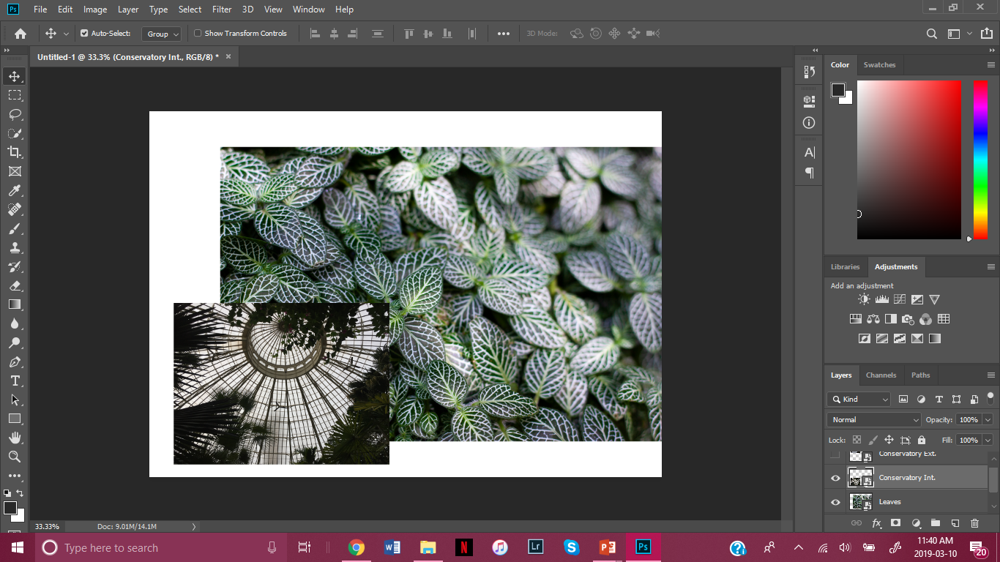 Ps File Edit Image Layer Type Select Filter 3D View Window Help
Auto-Select: Group Show Transform Controls 3D Mode:
Untitled-1 @ 33.3% (Conservatory Int., RGB/8) *
Color Swatches
Libraries Adjustments
Add an adjustment
Layers Channels Paths
Kind
Normal Opacity: 100%
Lock: Fill: 100%
Conservatory Ext.
Conservatory Int.
Leaves
33.33% Doc: 9.01M/14.1M
Type here to search
Lr
Ps
11:40 AM
2019-03-10
20